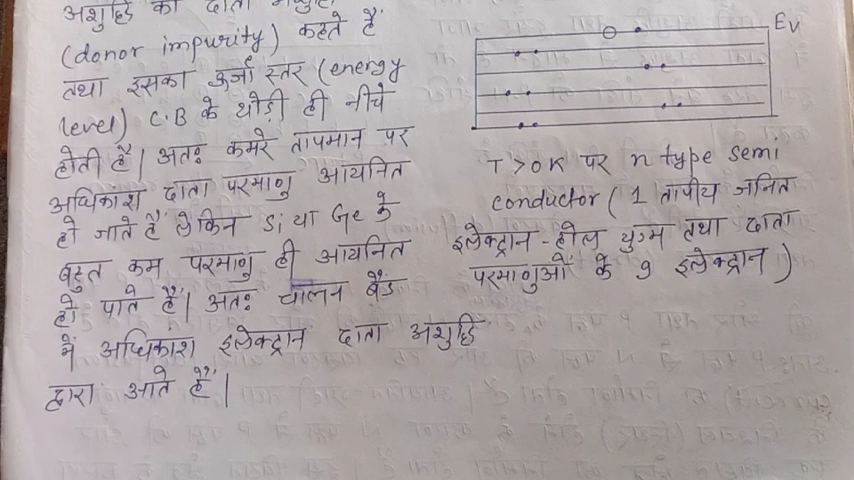 अशुद्धि को दाता अशुद्धि
(donor impurity) कहते हैं
तथा इसका ऊर्जा स्तर (energy
level) C.B के थोड़ी ही नीचे
होती है। अतः कमरे तापमान पर
अधिकांश दाता परमाणु आयनित
हो जाते हैं लेकिन Si या Ge के
बहुत कम परमाणु ही आयनित
हो पाते हैं। अतः चालन बैंड
में अधिकांश इलेक्ट्रान दाता अशुद्धि
द्वारा आते हैं।
Ev
T>0K पर n type semi
conductor (1 तापीय जनित
इलेक्ट्रान-होल युग्म तथा दाता
परमाणुओं के 9 इलेक्ट्रान)